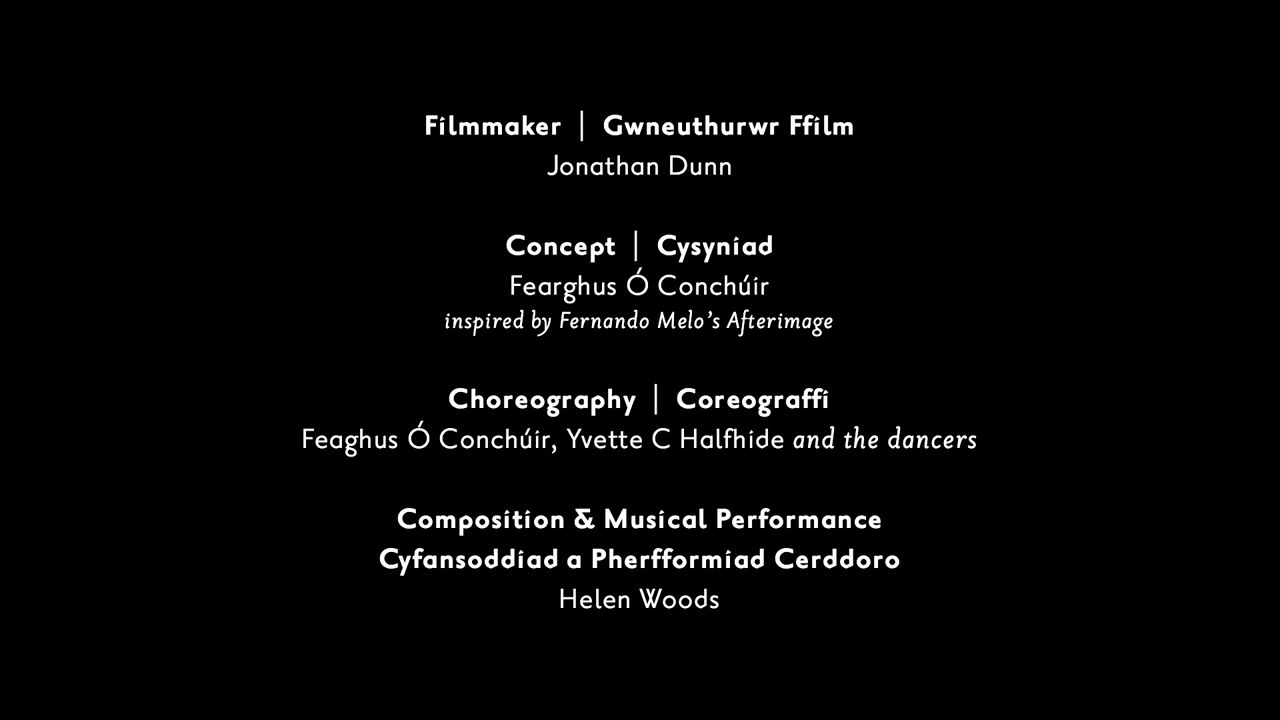 Filmmaker | Gwneuthurwr Ffilm
Jonathan Dunn
Concept | Cysyniad
Fearghus Ó Conchúir
inspired by Fernando Melo’s Afterimage
Choreography | Coreograffi
Feaghus Ó Conchúir, Yvette C Halfhide and the dancers
Composition & Musical Performance
Cyfansoddiad a Pherfformiad Cerddoro
Helen Woods